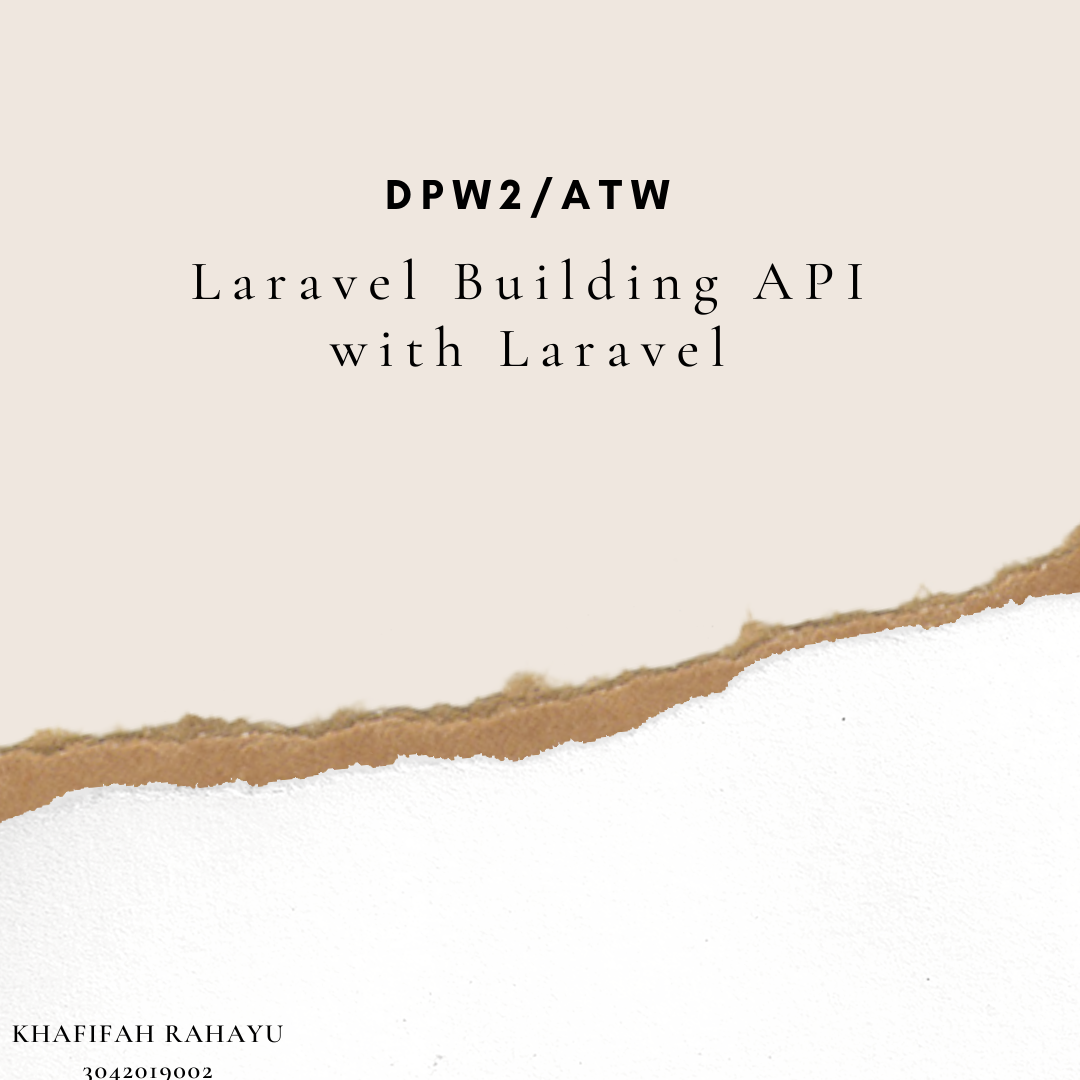 DPW2/ATW
Laravel Building API
with Laravel
KHAFIFAH RAHAYU
3042019002